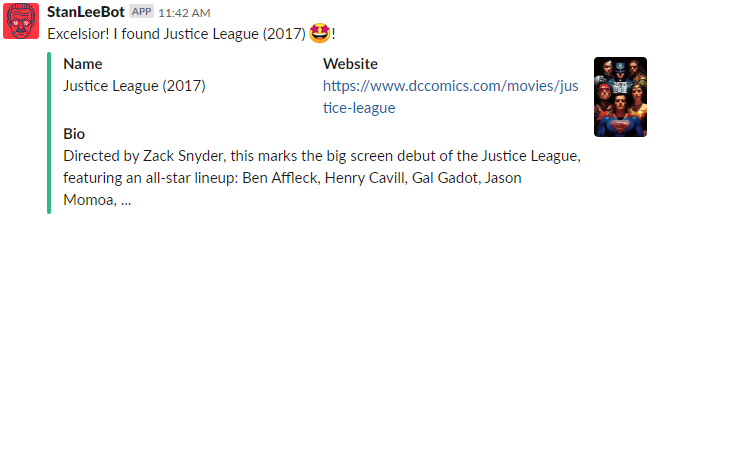 StanLeeBot APP 11:42 AM
Excelsior! I found Justice League (2017) 🤩!
Name
Justice League (2017)
Website
https://www.dccomics.com/movies/jus
tice-league
Bio
Directed by Zack Snyder, this marks the big screen debut of the Justice League,
featuring an all-star lineup: Ben Affleck, Henry Cavill, Gal Gadot, Jason
Momoa, ...